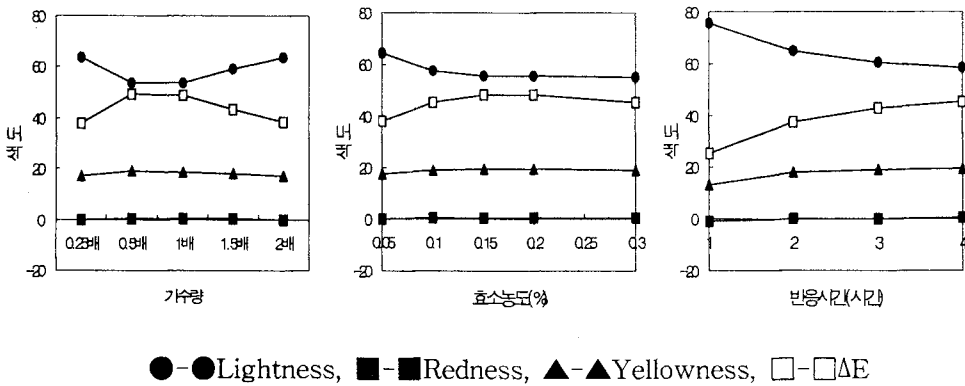 80 80 80
60 60 60
40 40 40
20 20 20
0 0 0
-20 -20 -20
색도 색도 색도
0.25배 0.5배 1배 1.5배 2배
0.05 0.1 0.15 0.2 0.25 0.3
1 2 3 4
가수량 효소농도(%) 반응시간(시간)
●-●Lightness, ■-■Redness, ▲-▲Yellowness, □-□ΔE